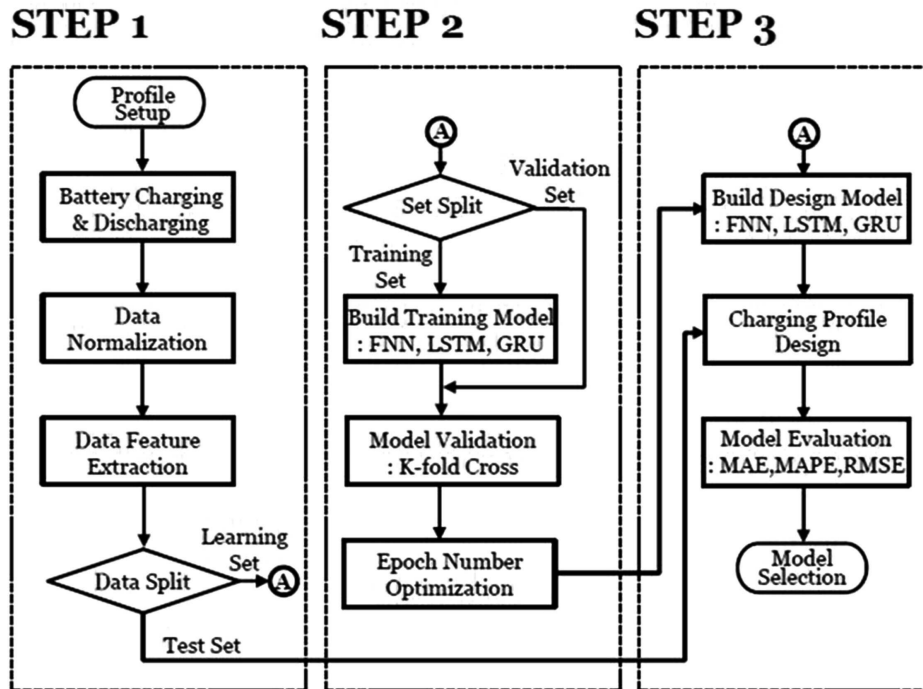 STEP 1
Profile
Setup
Battery Charging
& Discharging
Data
Normalization
Data Feature
Extraction
Learning
Set
Data Split
A
Test Set
STEP 2
A
Validation
Set
Set Split
Training
Set
Build Training Model
: FNN, LSTM, GRU
Model Validation
: K-fold Cross
Epoch Number
Optimization
STEP 3
A
Build Design Model
: FNN, LSTM, GRU
Charging Profile
Design
Model Evaluation
: MAE,MAPE,RMSE
Model
Selection